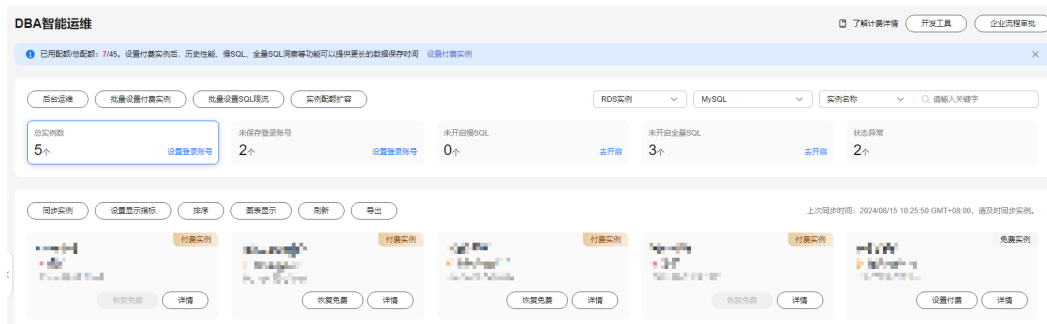 DBA智能运维
了解计费详情 开发工具 企业流程审批
已用配额/总配额：7/45。设置付费实例后，历史性能、慢SQL、全量SQL洞察等功能可以提供更长的数据保存时间 设置付费实例
后台运维 批量设置付费实例 批量设置SQL限流 实例配额扩容 RDS实例 MySQL 实例名称 请输入关键字
总实例数 未保存登录账号 未开启慢SQL 未开启全量SQL 状态异常
5个 设置登录账号 2个 设置登录账号 0个 去开启 3个 去开启 2个
同步实例 设置显示指标 排序 图表显示 刷新 导出 上次同步时间：2024/08/15 10:25:50 GMT+08:00，请及时同步实例。
付费实例 付费实例 付费实例 付费实例 免费实例
恢复免费 详情 恢复免费 详情 恢复免费 详情 恢复免费 详情 设置付费 详情